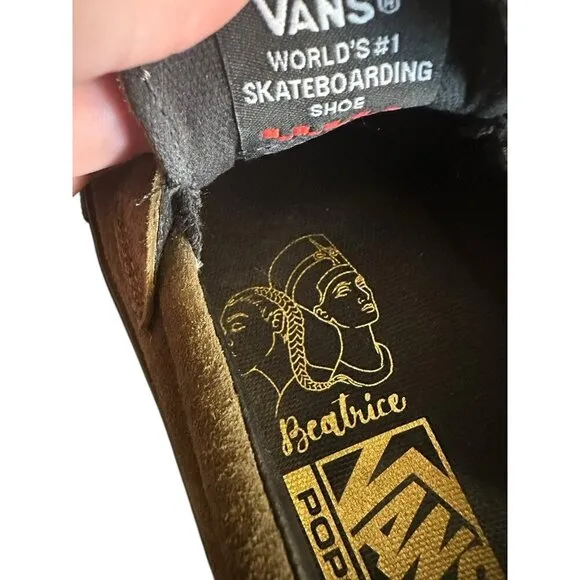 VANS®
WORLD'S #1
SKATEBOARDING
SHOE
Beatrice
VANS
POP